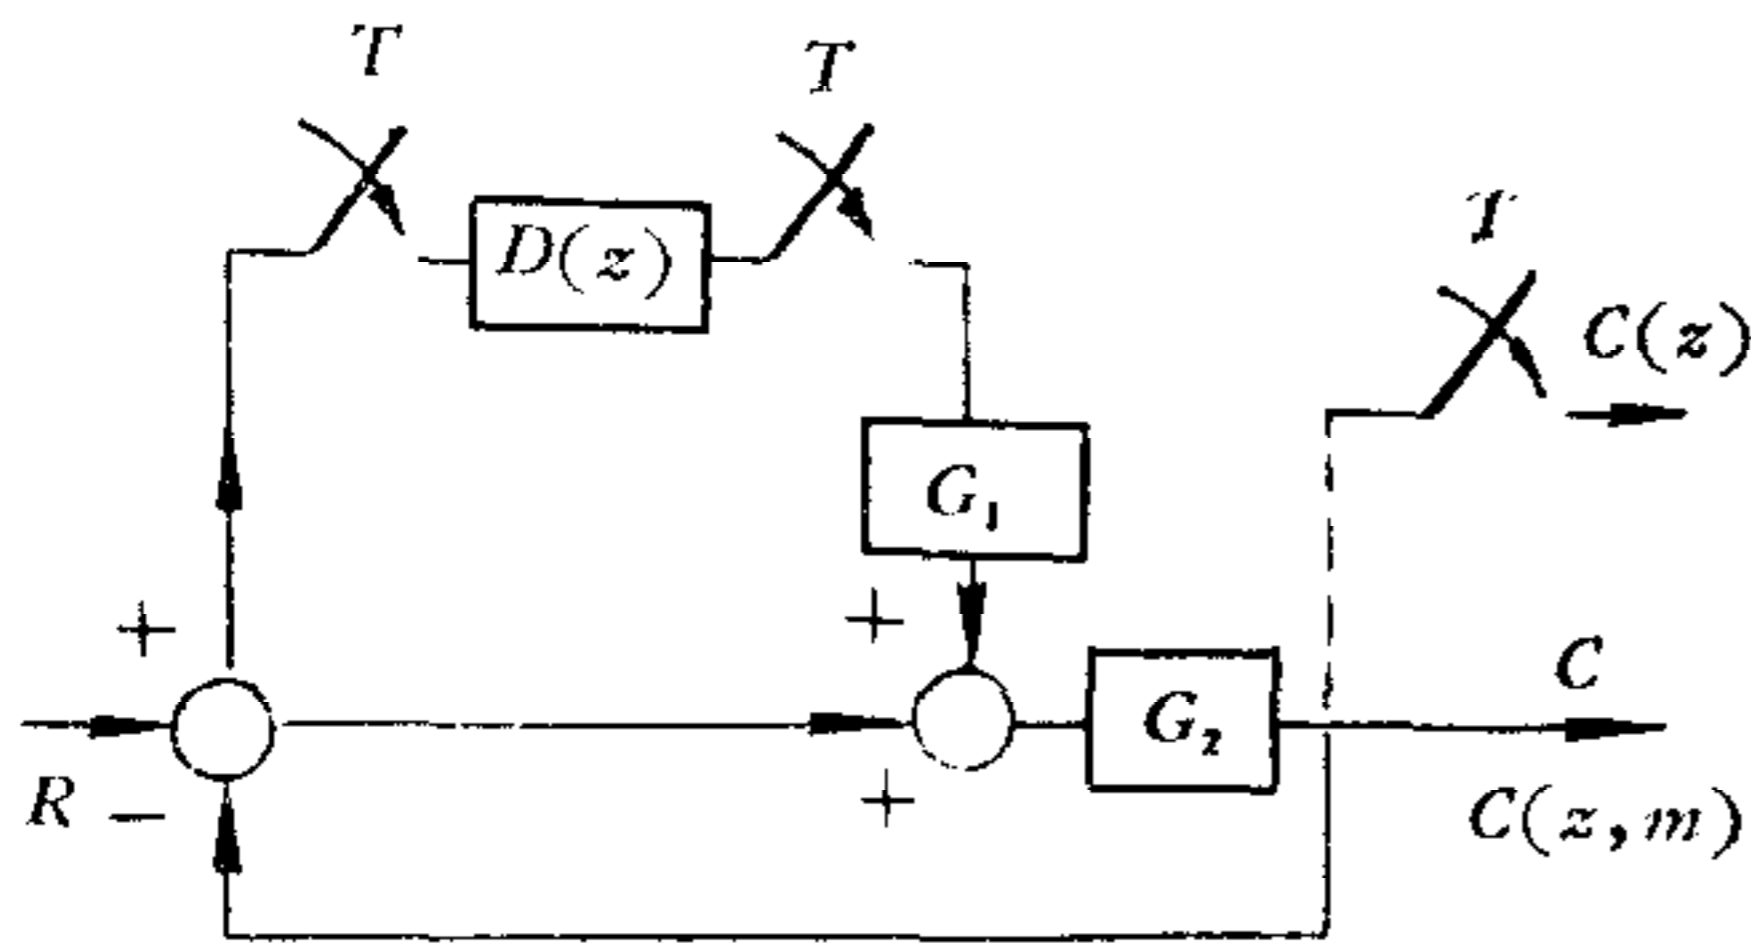 T
T
T
D(z)
C(z)
G₁
+
+
G₂
C
R −
+
C(z,m)